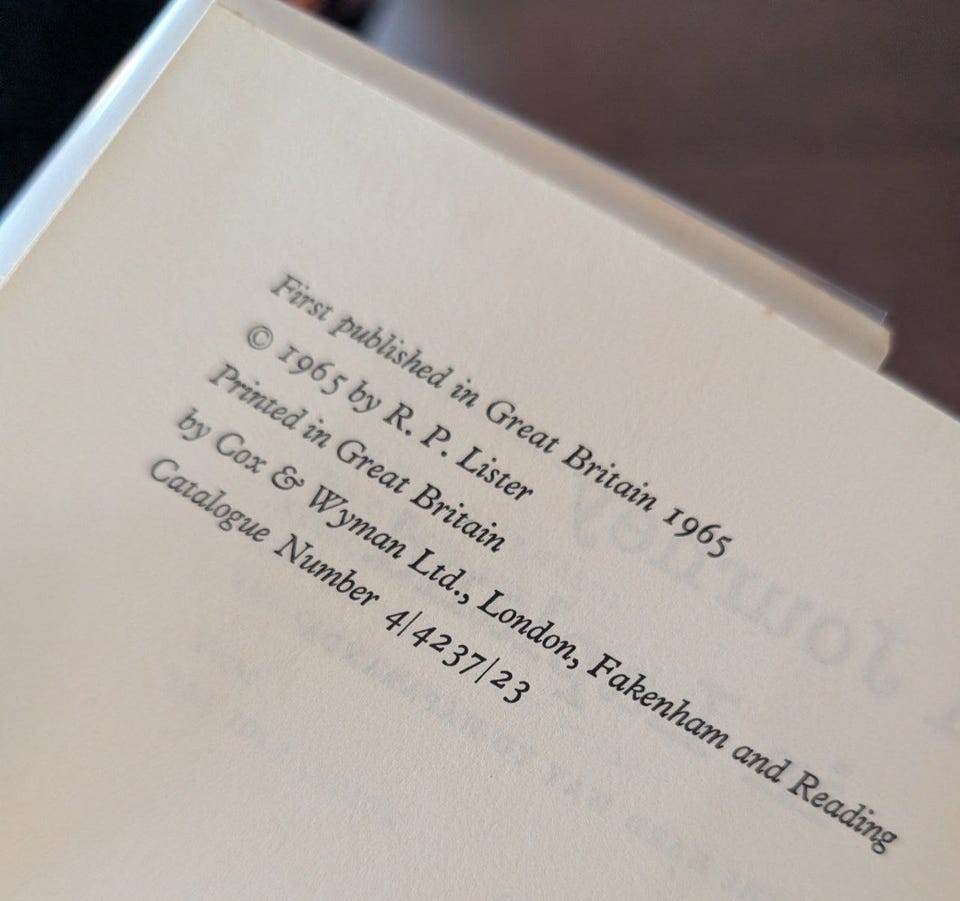 First published in Great Britain 1965
© 1965 by R. P. Lister
Printed in Great Britain
by Cox & Wyman Ltd., London, Fakenham and Reading
Catalogue Number 4/4237/23